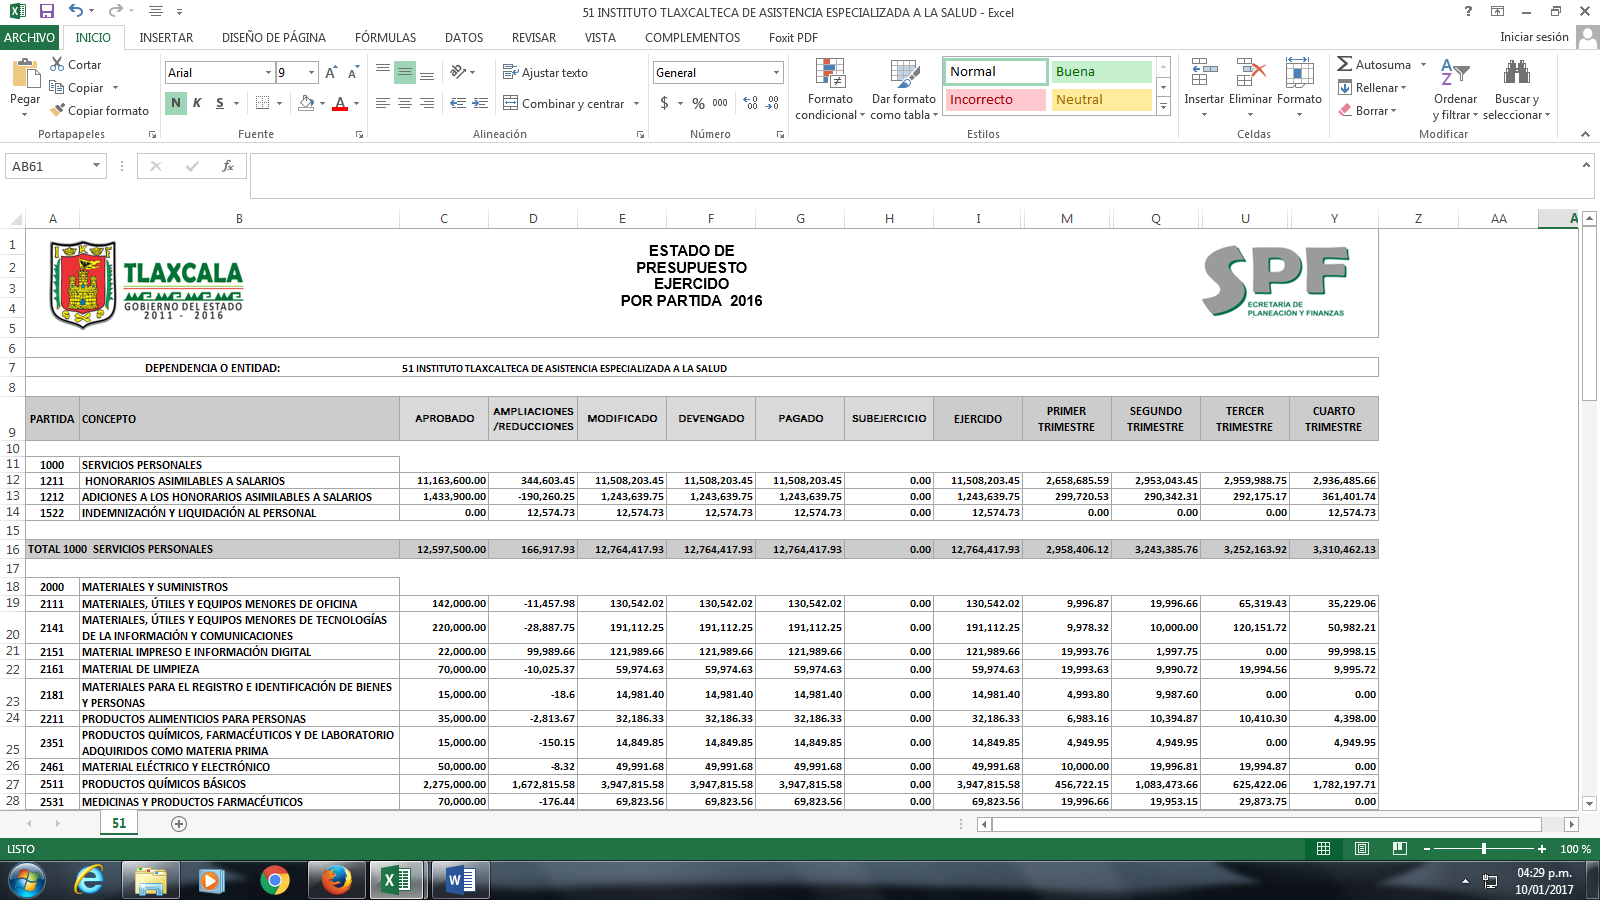 51 INSTITUTO TLAXCALTECA DE ASISTENCIA ESPECIALIZADA A LA SALUD - Excel
ARCHIVO INICIO INSERTAR DISEÑO DE PÁGINA FÓRMULAS DATOS REVISAR VISTA COMPLEMENTOS Foxit PDF Iniciar sesión
Pegar Cortar
Copiar
Copiar formato
Arial 9
N K S
Ajustar texto
Combinar y centrar
General
$ % 000
Formato condicional
Dar formato como tabla
Normal Buena
Incorrecto Neutral
Insertar Eliminar Formato
Autosuma
Rellenar
Borrar
Ordenar y filtrar
Buscar y seleccionar
Portapapeles Fuente Alineación Número Estilos Celdas Modificar
AB61 fx
A B C D E F G H I M Q U Y Z AA A
1
2
3
4
5
TLAXCALA
GOBIERNO DEL ESTADO
2011 - 2016
ESTADO DE
PRESUPUESTO
EJERCIDO
POR PARTIDA 2016
SPF
ECRETARÍA DE
PLANEACIÓN Y FINANZAS
6
7 DEPENDENCIA O ENTIDAD: 51 INSTITUTO TLAXCALTECA DE ASISTENCIA ESPECIALIZADA A LA SALUD
8
9 PARTIDA CONCEPTO APROBADO AMPLIACIONES /REDUCCIONES MODIFICADO DEVENGADO PAGADO SUBEJERCICIO EJERCIDO PRIMER TRIMESTRE SEGUNDO TRIMESTRE TERCER TRIMESTRE CUARTO TRIMESTRE
10
11 1000 SERVICIOS PERSONALES
12 1211 HONORARIOS ASIMILABLES A SALARIOS 11,163,600.00 344,603.45 11,508,203.45 11,508,203.45 11,508,203.45 0.00 11,508,203.45 2,658,685.59 2,953,043.45 2,959,988.75 2,936,485.66
13 1212 ADICIONES A LOS HONORARIOS ASIMILABLES A SALARIOS 1,433,900.00 -190,260.25 1,243,639.75 1,243,639.75 1,243,639.75 0.00 1,243,639.75 299,720.53 290,342.31 292,175.17 361,401.74
14 1522 INDEMNIZACIÓN Y LIQUIDACIÓN AL PERSONAL 0.00 12,574.73 12,574.73 12,574.73 12,574.73 0.00 12,574.73 0.00 0.00 0.00 12,574.73
15
16 TOTAL 1000 SERVICIOS PERSONALES 12,597,500.00 166,917.93 12,764,417.93 12,764,417.93 12,764,417.93 0.00 12,764,417.93 2,958,406.12 3,243,385.76 3,252,163.92 3,310,462.13
17
18 2000 MATERIALES Y SUMINISTROS
19 2111 MATERIALES, ÚTILES Y EQUIPOS MENORES DE OFICINA 142,000.00 -11,457.98 130,542.02 130,542.02 130,542.02 0.00 130,542.02 9,996.87 19,996.66 65,319.43 35,229.06
20 2141 MATERIALES, ÚTILES Y EQUIPOS MENORES DE TECNOLOGÍAS DE LA INFORMACIÓN Y COMUNICACIONES 220,000.00 -28,887.75 191,112.25 191,112.25 191,112.25 0.00 191,112.25 9,978.32 10,000.00 120,151.72 50,982.21
21 2151 MATERIAL IMPRESO E INFORMACIÓN DIGITAL 22,000.00 99,989.66 121,989.66 121,989.66 121,989.66 0.00 121,989.66 19,993.76 1,997.75 0.00 99,998.15
22 2161 MATERIAL DE LIMPIEZA 70,000.00 -10,025.37 59,974.63 59,974.63 59,974.63 0.00 59,974.63 19,993.63 9,990.72 19,994.56 9,995.72
23 2181 MATERIALES PARA EL REGISTRO E IDENTIFICACIÓN DE BIENES Y PERSONAS 15,000.00 -18.6 14,981.40 14,981.40 14,981.40 0.00 14,981.40 4,993.80 9,987.60 0.00 0.00
24 2211 PRODUCTOS ALIMENTICIOS PARA PERSONAS 35,000.00 -2,813.67 32,186.33 32,186.33 32,186.33 0.00 32,186.33 6,983.16 10,394.87 10,410.30 4,398.00
25 2351 PRODUCTOS QUÍMICOS, FARMACÉUTICOS Y DE LABORATORIO ADQUIRIDOS COMO MATERIA PRIMA 15,000.00 -150.15 14,849.85 14,849.85 14,849.85 0.00 14,849.85 4,949.95 4,949.95 0.00 4,949.95
26 2461 MATERIAL ELÉCTRICO Y ELECTRÓNICO 50,000.00 -8.32 49,991.68 49,991.68 49,991.68 0.00 49,991.68 10,000.00 19,996.81 19,994.87 0.00
27 2511 PRODUCTOS QUÍMICOS BÁSICOS 2,275,000.00 1,672,815.58 3,947,815.58 3,947,815.58 3,947,815.58 0.00 3,947,815.58 456,722.15 1,083,473.66 625,422.06 1,782,197.71
28 2531 MEDICINAS Y PRODUCTOS FARMACÉUTICOS 70,000.00 -176.44 69,823.56 69,823.56 69,823.56 0.00 69,823.56 19,996.66 19,953.15 29,873.75 0.00
51
LISTO 100 %
04:29 p.m.
10/01/2017